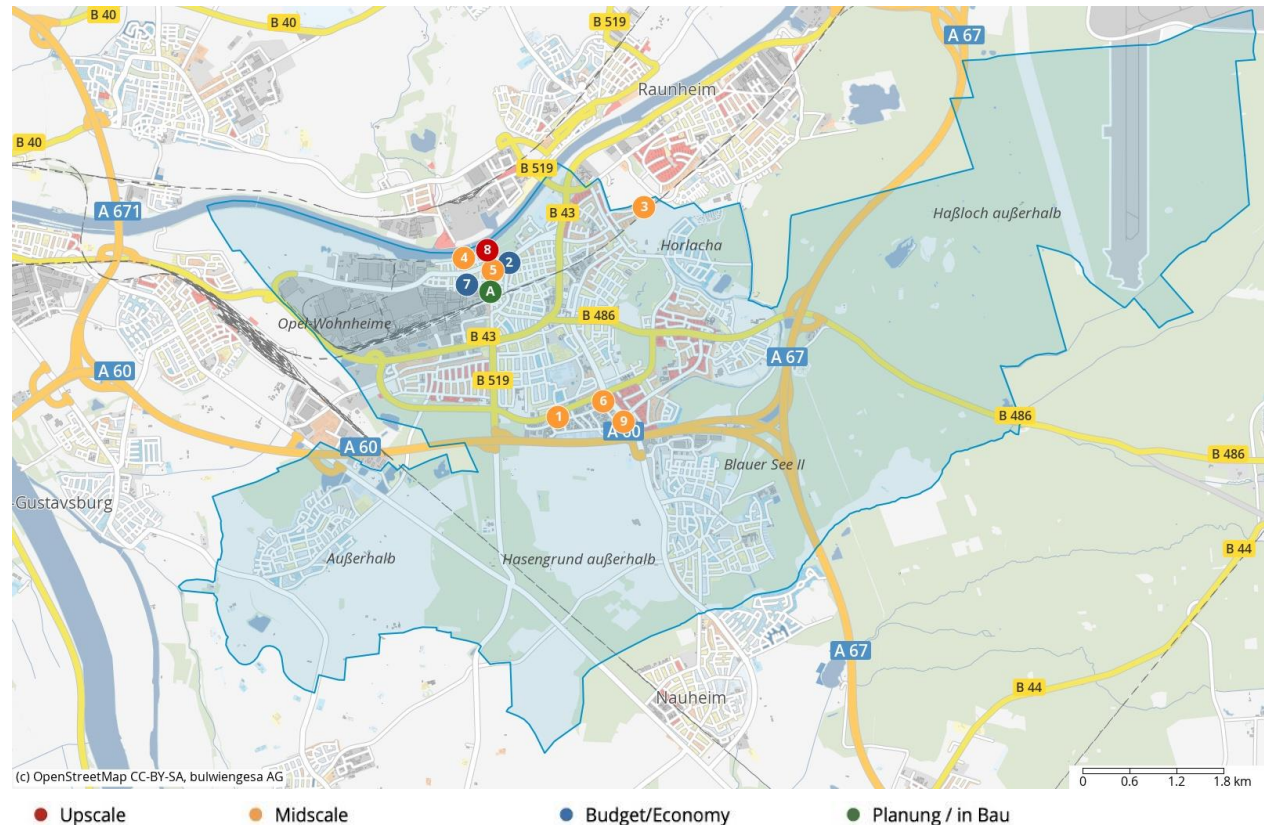 B 40
B 40
B 519
A 67
Raunheim
B 40
B 519
A 671
B 43
3
Haßloch außerhalb
Horlacha
8
4
2
5
7
A
Opel-Wohnheime
B 486
B 43
A 67
A 60
B 519
6
1
9
B 486
A 60
A 60
B 486
Blauer See II
-Gustavsburg
Außerhalb
Hasengrund außerhalb
B 44
A 67
B 44
Nauheim
(c) OpenStreetMap CC-BY-SA, bulwiengesa AG
0 0.6 1.2 1.8 km
Upscale Midscale Budget/Economy Planung / in Bau